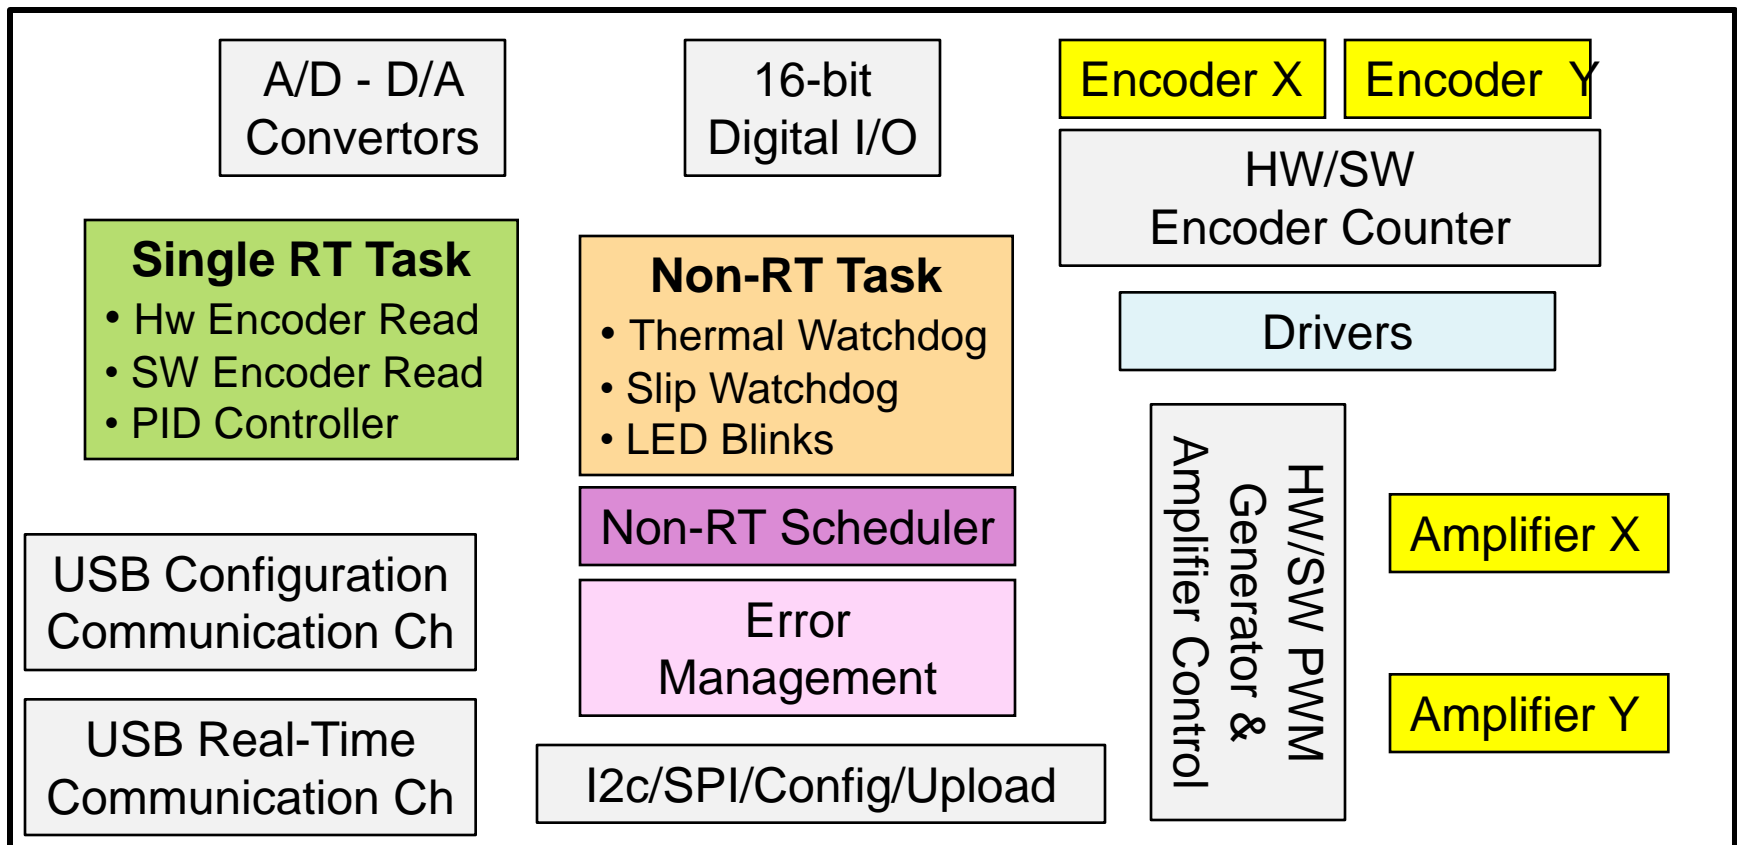 A/D - D/A
Convertors
16-bit
Digital I/O
Encoder X
Encoder Y
HW/SW
Encoder Counter
Single RT Task
• Hw Encoder Read
• SW Encoder Read
• PID Controller
Non-RT Task
• Thermal Watchdog
• Slip Watchdog
• LED Blinks
Drivers
Non-RT Scheduler
Error
Management
USB Configuration
Communication Ch
USB Real-Time
Communication Ch
I2c/SPI/Config/Upload
HW/SW PWM
Generator &
Amplifier Control
Amplifier X
Amplifier Y